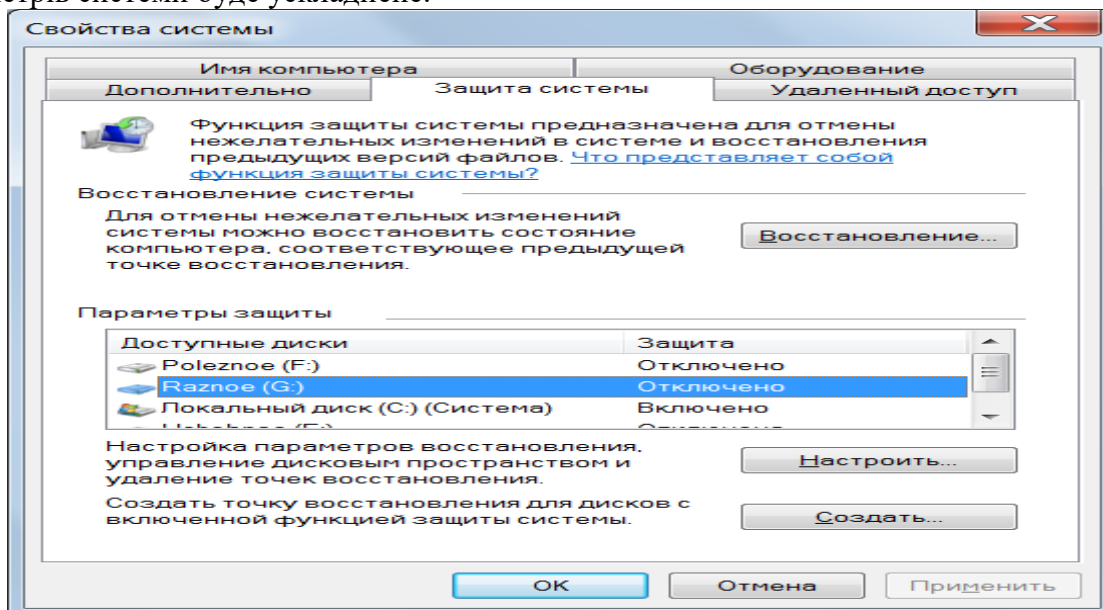 системи буде ускладнене.
Свойства системы
Имя компьютера
Оборудование
Дополнительно
Защита системы
Удаленный доступ
Функция защиты системы предназначена для отмены
нежелательных изменений в системе и восстановления
предыдущих версий файлов. Что представляет собой
функция защиты системы?
Восстановление системы
Для отмены нежелательных изменений
системы можно восстановить состояние
компьютера, соответствующее предыдущей
точке восстановления.
Восстановление...
Параметры защиты
Доступные диски Защита
Poleznoe (F:) Отключено
Raznoe (G:) Отключено
Локальный диск (C:) (Система) Включено
Настройка параметров восстановления,
управление дисковым пространством и
удаление точек восстановления.
Настроить...
Создать точку восстановления для дисков с
включенной функцией защиты системы.
Создать...
ОК
Отмена
Применить